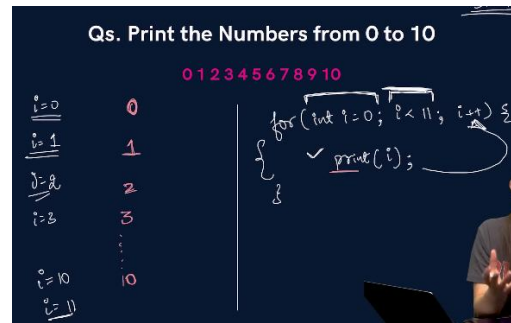 Qs. Print the Numbers from 0 to 10
0 1 2 3 4 5 6 7 8 9 10
i=0 0
i=1 1
i=2 2
i=3 3
i=10 10
i=11
for(int i=0; i<11; i++) {
{ print(i);
}